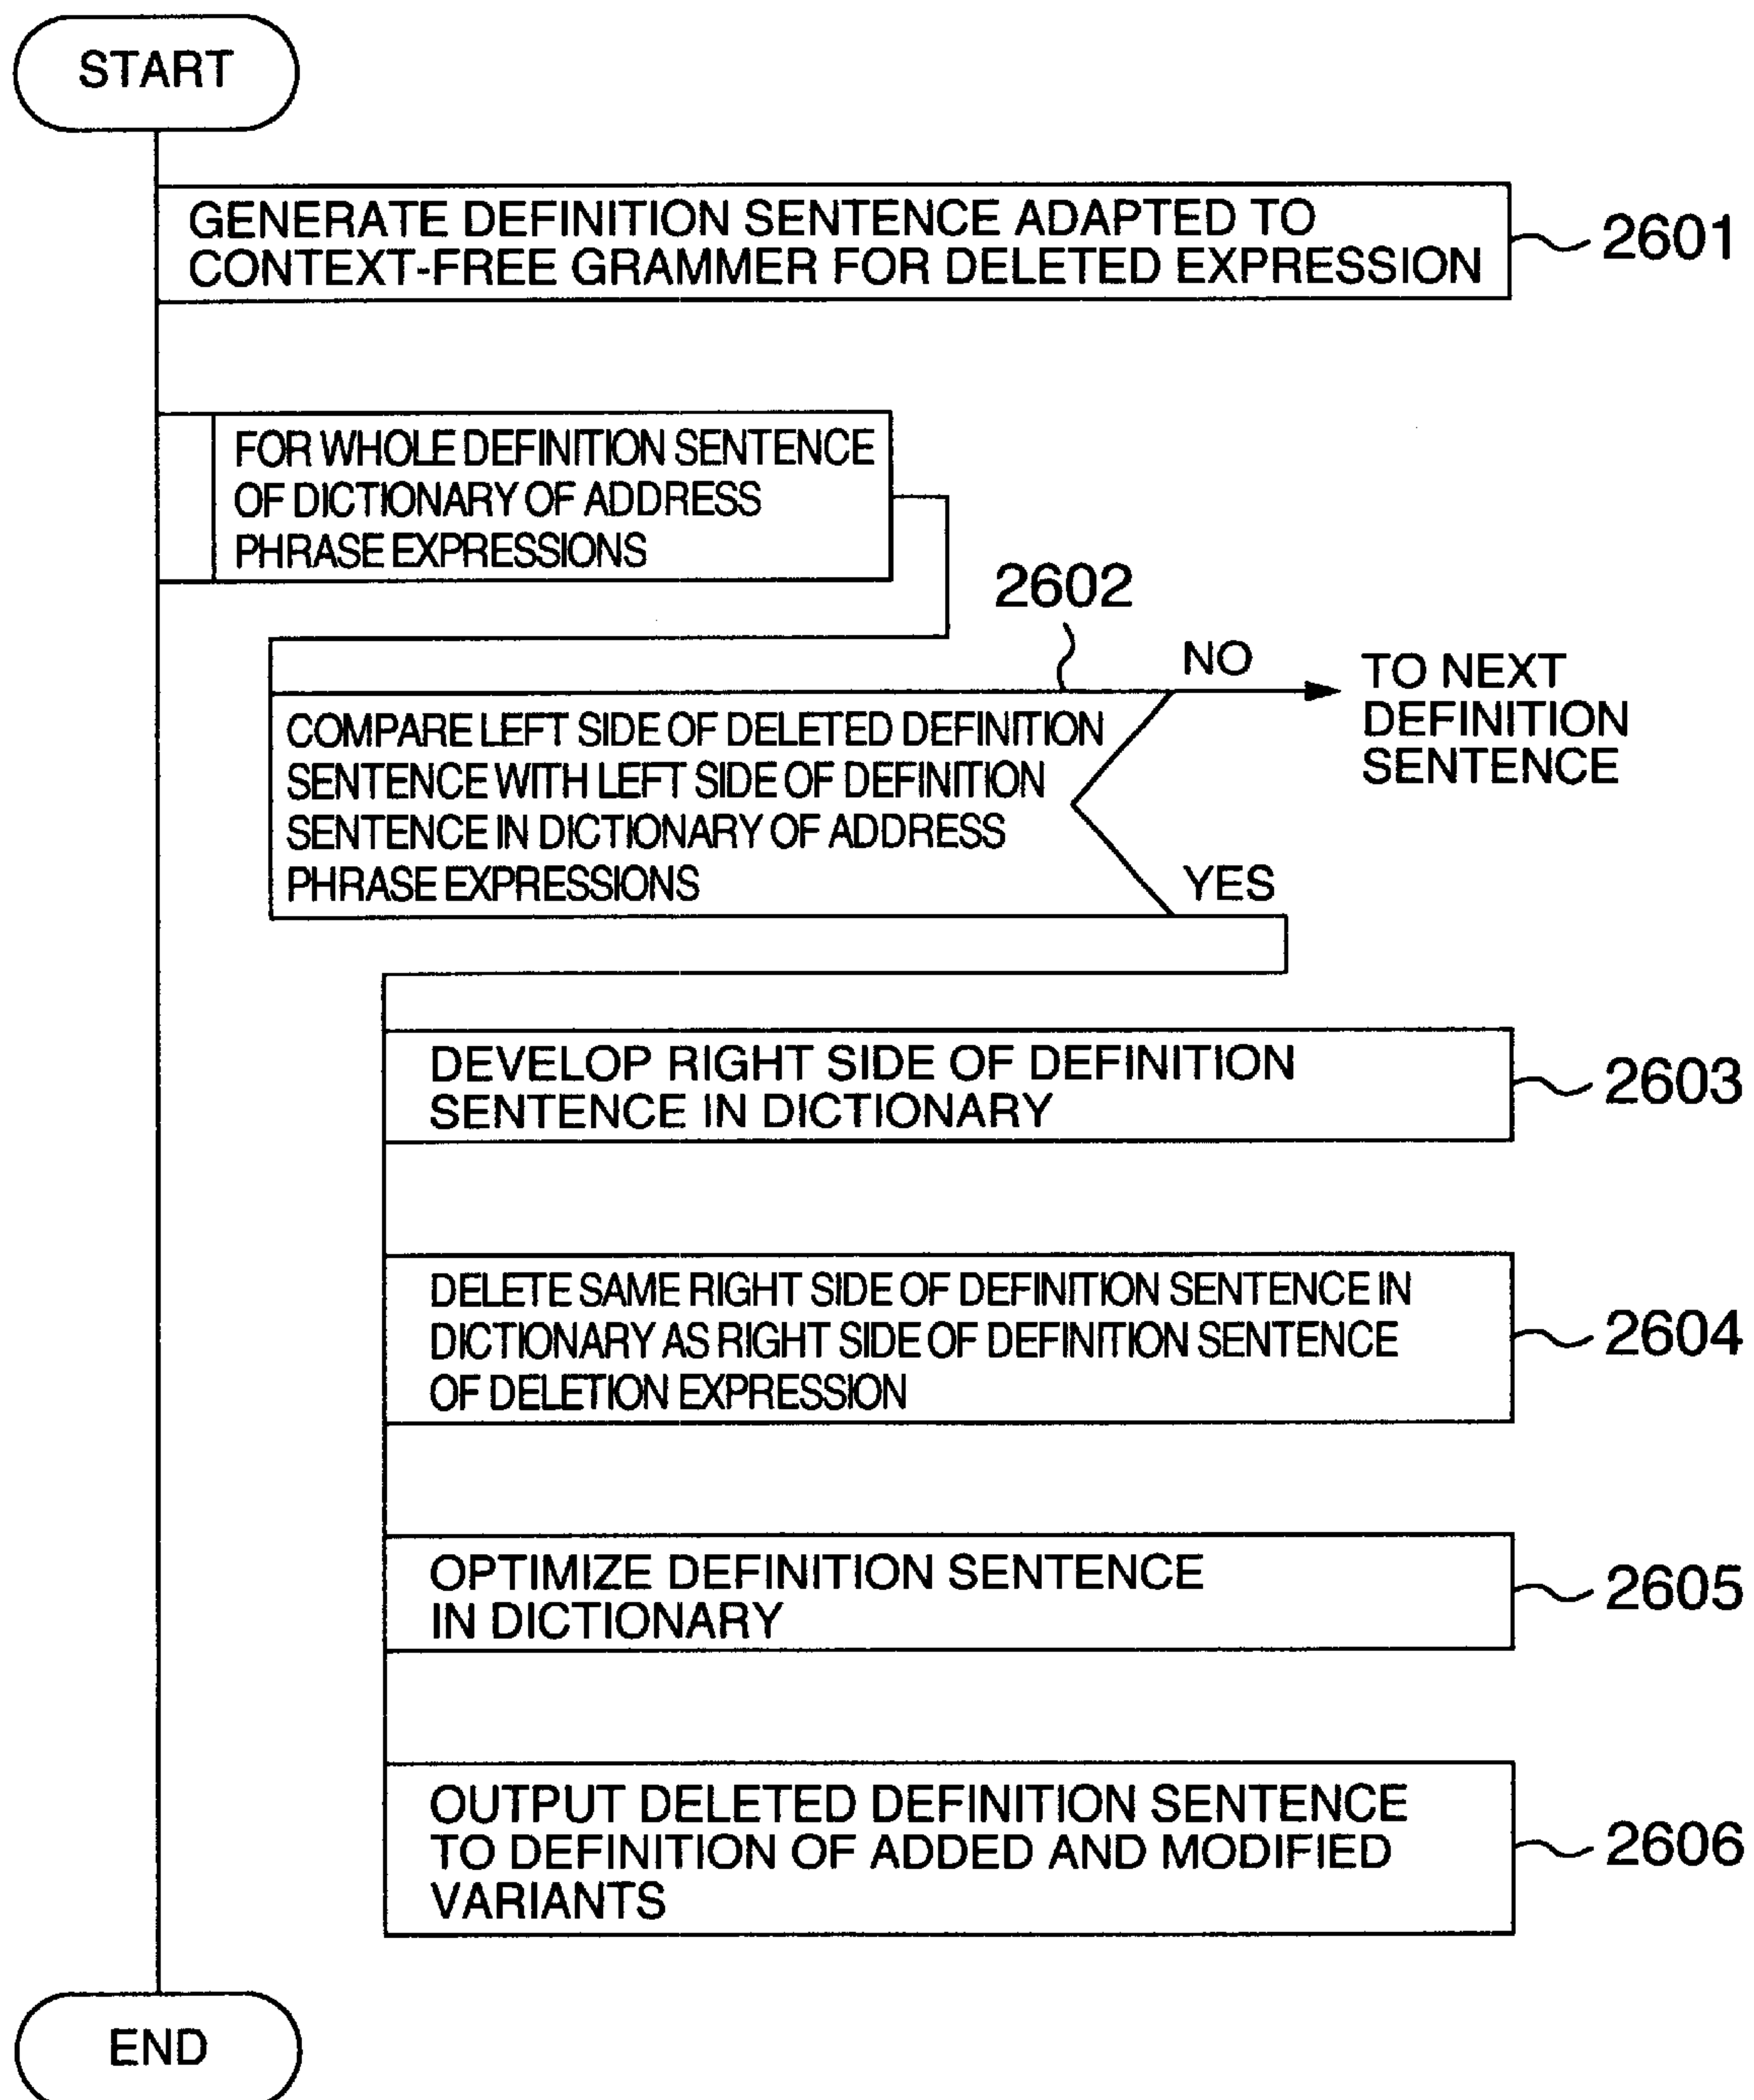 START
GENERATE DEFINITION SENTENCE ADAPTED TO
CONTEXT-FREE GRAMMER FOR DELETED EXPRESSION
2601
FOR WHOLE DEFINITION SENTENCE
OF DICTIONARY OF ADDRESS
PHRASE EXPRESSIONS
2602
NO
TO NEXT
DEFINITION
SENTENCE
COMPARE LEFT SIDE OF DELETED DEFINITION
SENTENCE WITH LEFT SIDE OF DEFINITION
SENTENCE IN DICTIONARY OF ADDRESS
PHRASE EXPRESSIONS
YES
DEVELOP RIGHT SIDE OF DEFINITION
SENTENCE IN DICTIONARY
2603
DELETE SAME RIGHT SIDE OF DEFINITION SENTENCE IN
DICTIONARY AS RIGHT SIDE OF DEFINITION SENTENCE
OF DELETION EXPRESSION
2604
OPTIMIZE DEFINITION SENTENCE
IN DICTIONARY
2605
OUTPUT DELETED DEFINITION SENTENCE
TO DEFINITION OF ADDED AND MODIFIED
VARIANTS
2606
END